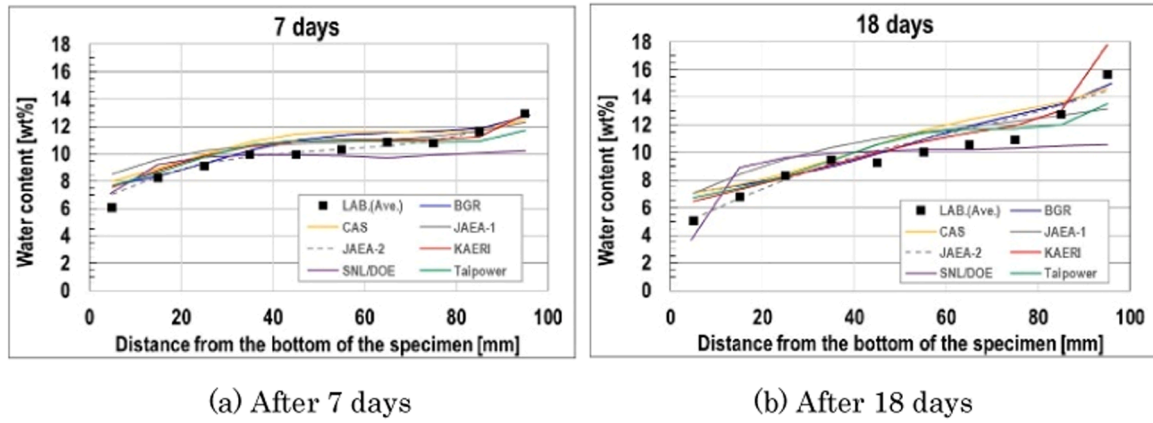 7 days
18
16
14
12
10
8
6
4
2
0
Water content [wt%]
LAB.(Ave.) BGR
CAS JAEA-1
JAEA-2 KAERI
SNL/DOE Taipower
0 20 40 60 80 100
Distance from the bottom of the specimen [mm]
(a) After 7 days
18 days
18
16
14
12
10
8
6
4
2
0
Water content [wt%]
LAB.(Ave.) BGR
CAS JAEA-1
JAEA-2 KAERI
SNL/DOE Taipower
0 20 40 60 80 100
Distance from the bottom of the specimen [mm]
(b) After 18 days